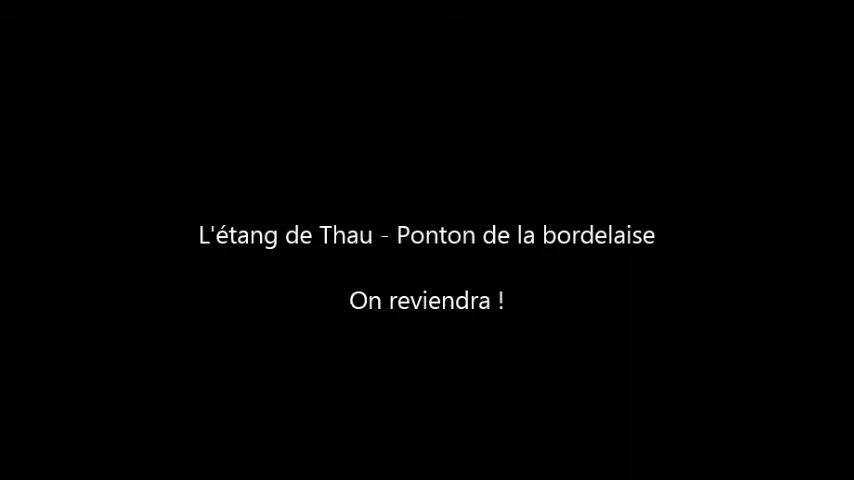 L'étang de Thau - Ponton de la bordelaise
On reviendra !